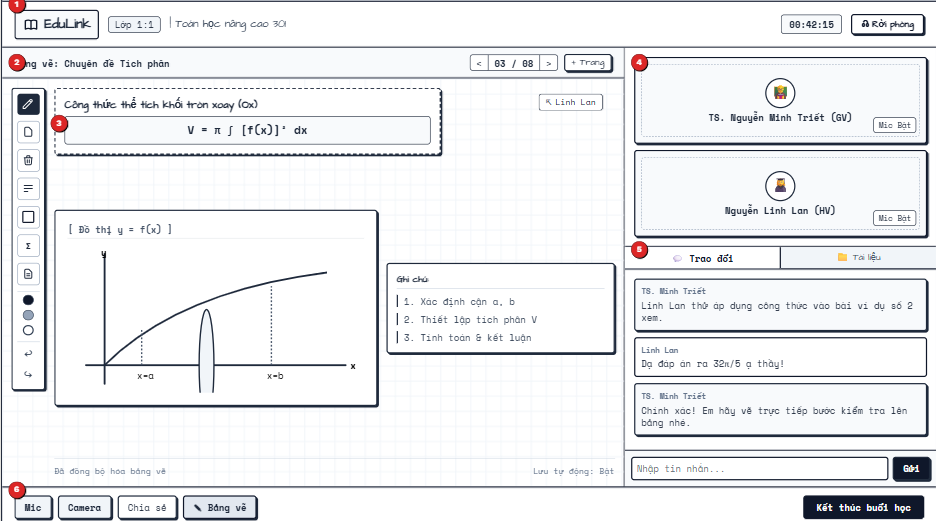 1
EduLink
Lớp 1:1
Toán học nâng cao 301
00:42:15
Rời phòng
2
ng vẽ: Chuyên đề Tích phân
<
03 / 08
>
+ Trang
3
Công thức thể tích khối tròn xoay (Ox)
V = π ∫ [f(x)]² dx
Linh Lan
Σ
[ Đồ thị y = f(x) ]
y
x
x=a
x=b
Ghi chú:
1. Xác định cận a, b
2. Thiết lập tích phân V
3. Tính toán & kết luận
Đã đồng bộ hóa bảng vẽ
Lưu tự động: Bật
4
TS. Nguyễn Minh Triết (GV)
Mic Bật
Nguyễn Linh Lan (HV)
Mic Bật
5
Trao đổi
Tài liệu
TS. Minh Triết
Linh Lan thử áp dụng công thức vào bài ví dụ số 2
xem.
Linh Lan
Dạ đáp án ra 32π/5 ạ thầy!
TS. Minh Triết
Chính xác! Em hãy vẽ trực tiếp bước kiểm tra lên
bảng nhé.
Nhập tin nhắn...
Gửi
6
Mic
Camera
Chia sẻ
Bảng vẽ
Kết thúc buổi học